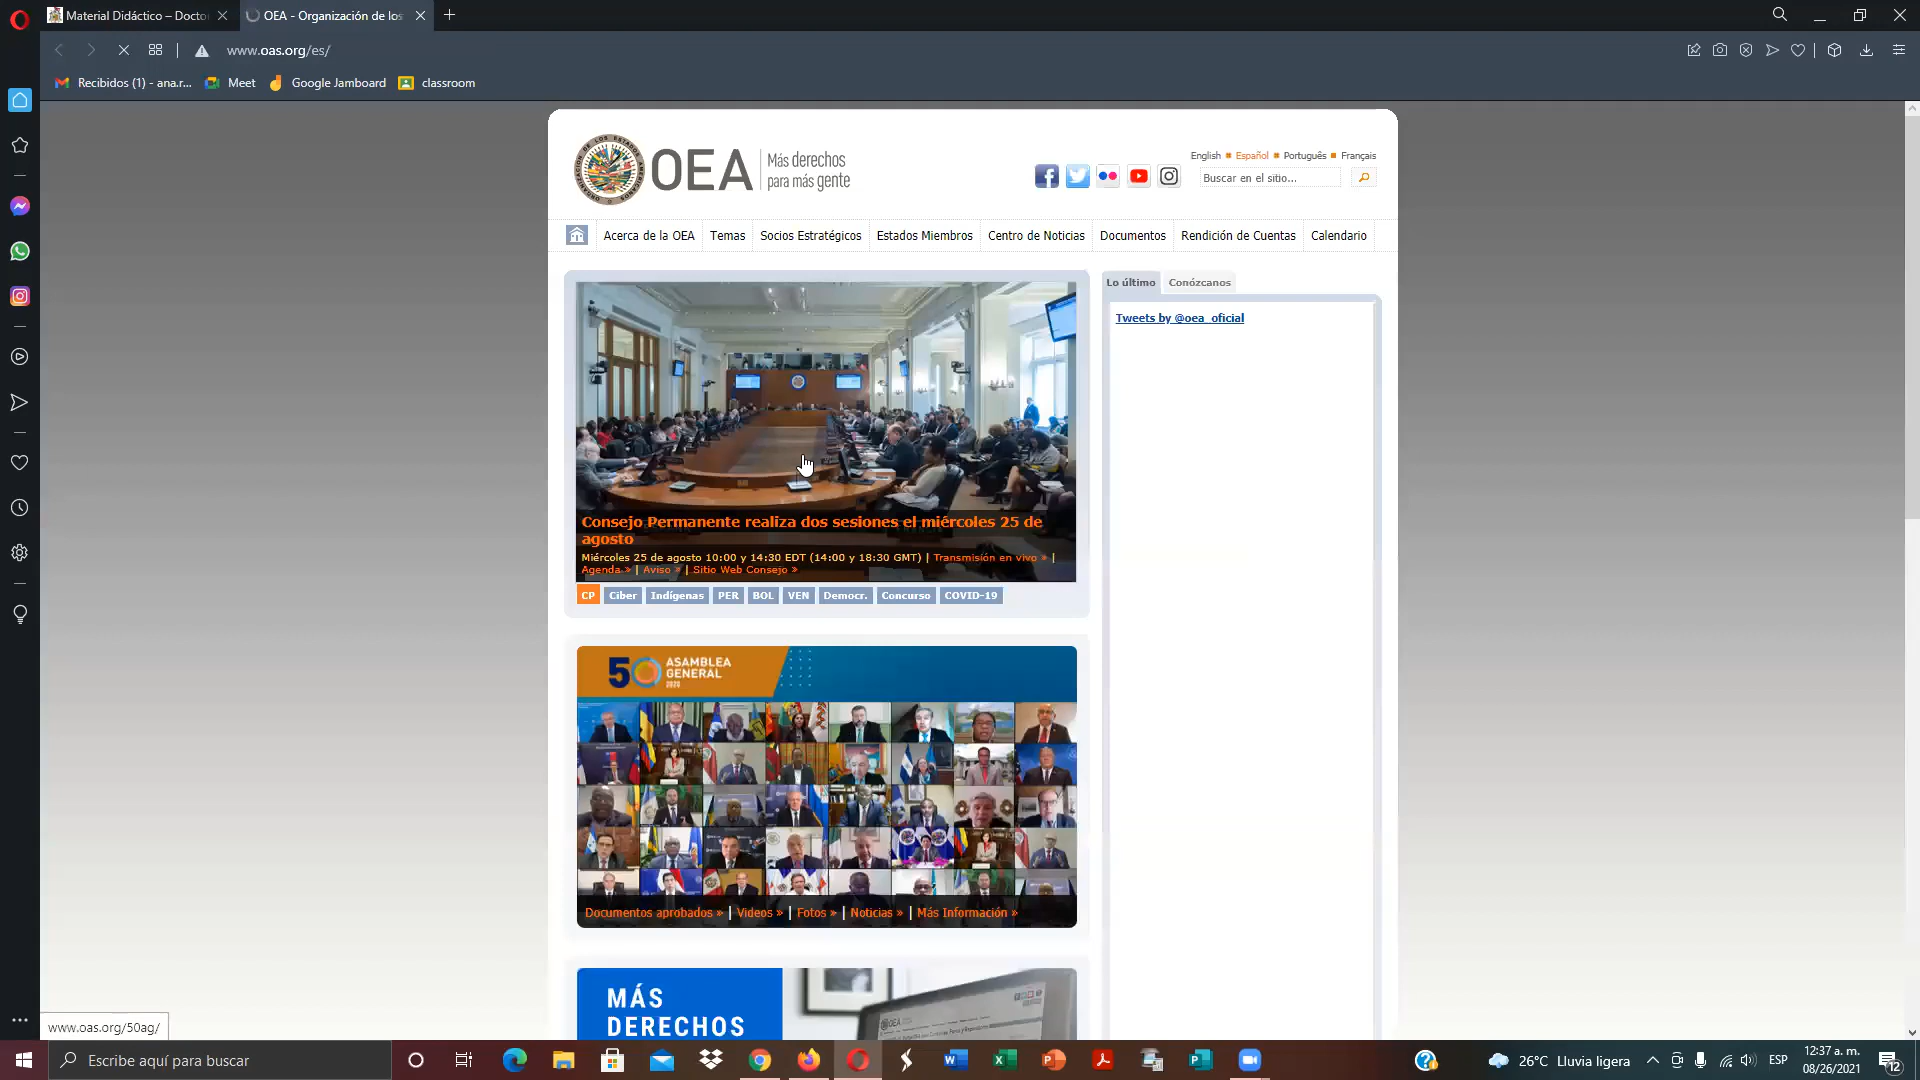 Material Didáctico – Docto
OEA - Organización de los
www.oas.org/es/
Recibidos (1) - ana.r...
Meet
Google Jamboard
classroom
OEA
Más derechos
para más gente
English
Español
Português
Français
Buscar en el sitio...
Acerca de la OEA
Temas
Socios Estratégicos
Estados Miembros
Centro de Noticias
Documentos
Rendición de Cuentas
Calendario
Lo último
Conózcanos
Tweets by @oea_oficial
Consejo Permanente realiza dos sesiones el miércoles 25 de
agosto
Miércoles 25 de agosto 10:00 y 14:30 EDT (14:00 y 18:30 GMT) | Transmisión en vivo » |
Agenda » | Aviso » | Sitio Web Consejo »
CP
Ciber
Indígenas
PER
BOL
VEN
Democr.
Concurso
COVID-19
50 ASAMBLEA
GENERAL
2020
Documentos aprobados » | Videos » | Fotos » | Noticias » | Más Información »
MÁS
DERECHOS
www.oas.org/50ag/
Escribe aquí para buscar
26°C Lluvia ligera
ESP
12:37 a. m.
08/26/2021
12